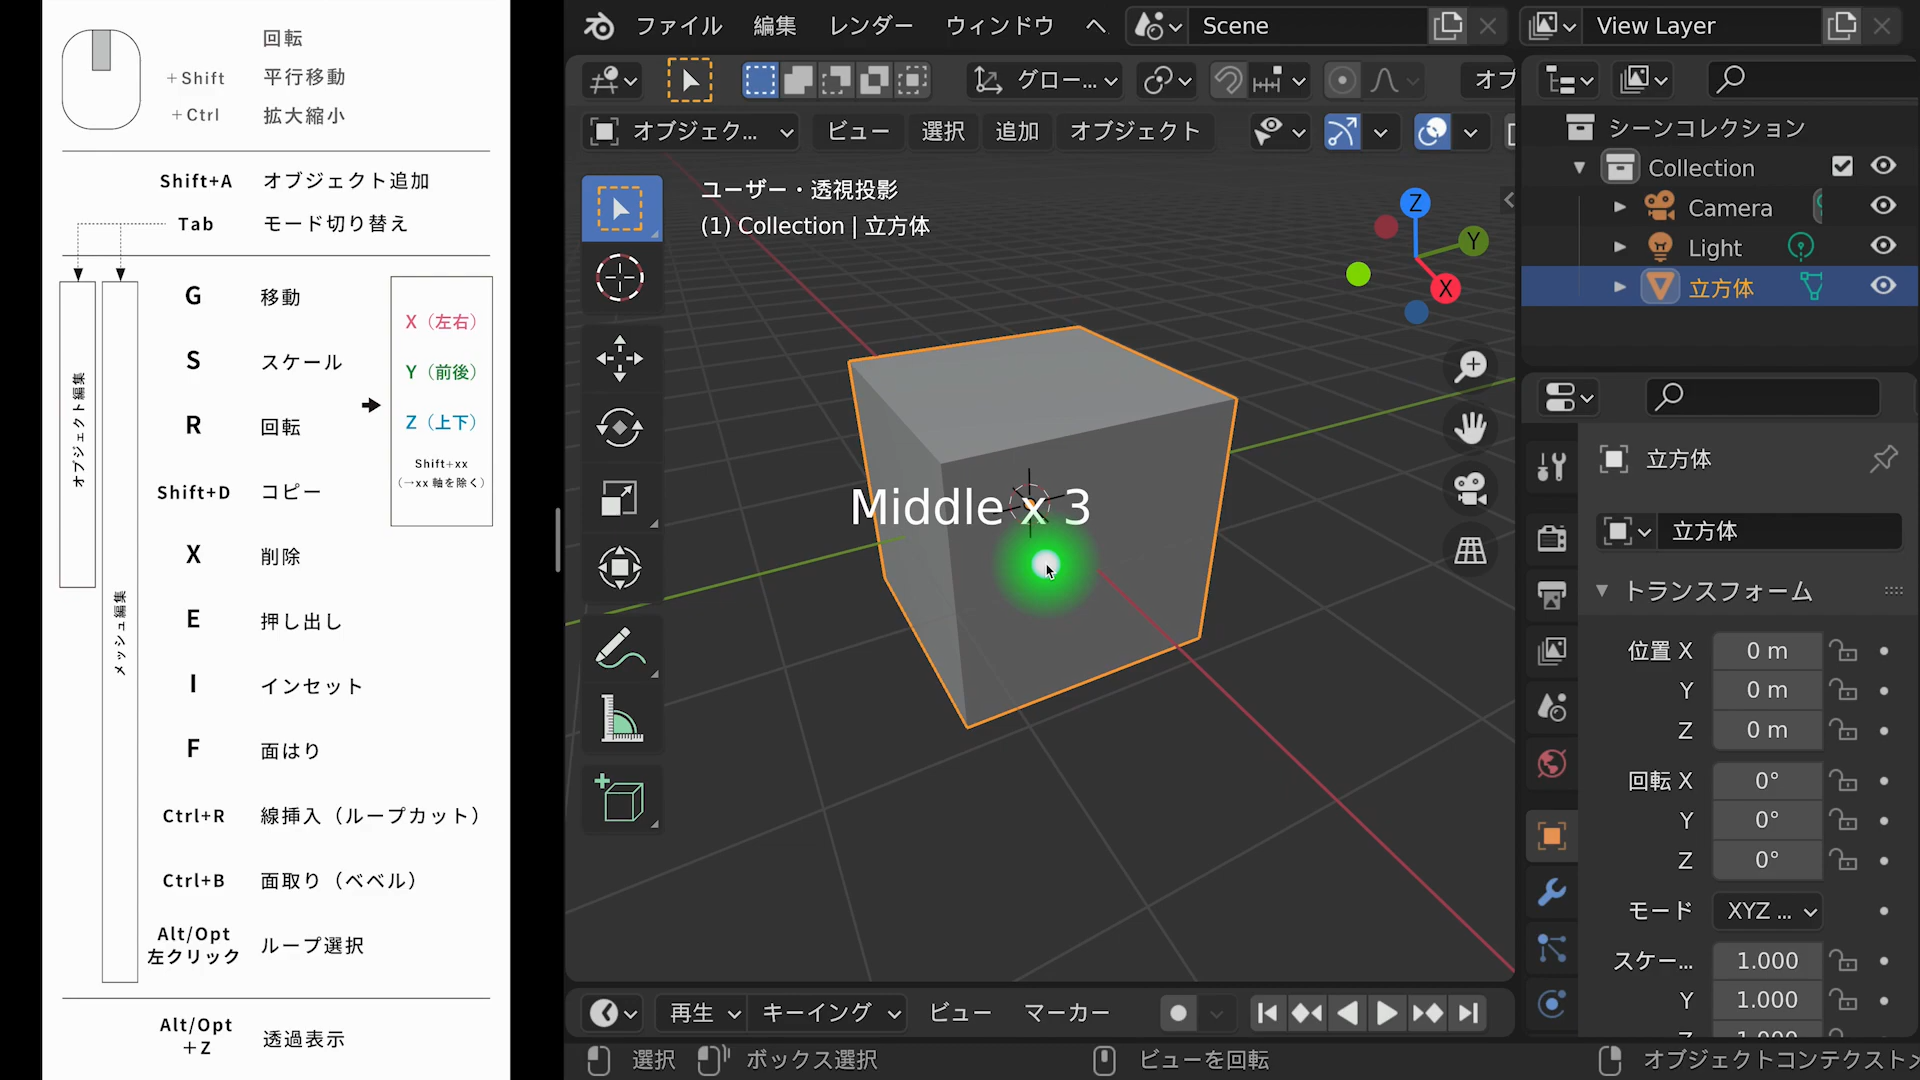 回転
+Shift 平行移動
+Ctrl 拡大縮小
Shift+A オブジェクト追加
Tab モード切り替え
オブジェクト編集
メッシュ編集
G 移動
S スケール
R 回転
Shift+D コピー
X 削除
E 押し出し
I インセット
F 面はり
Ctrl+R 線挿入（ループカット）
Ctrl+B 面取り（ベベル）
Alt/Opt
左クリック
ループ選択
Alt/Opt
+Z
透過表示
X（左右）
Y（前後）
Z（上下）
Shift+xx
（→xx 軸を除く）
ファイル 編集 レンダー ウィンドウ ヘ
Scene
View Layer
グロー...
オプ
オブジェク... ビュー 選択 追加 オブジェクト
ユーザー・透視投影
(1) Collection | 立方体
Z
Y
X
Middle x 3
シーンコレクション
Collection
Camera
Light
立方体
立方体
立方体
トランスフォーム
位置 X 0 m
Y 0 m
Z 0 m
回転 X 0°
Y 0°
Z 0°
モード XYZ ...
スケー... 1.000
Y 1.000
Z 1.000
再生 キーイング ビュー マーカー
選択 ボックス選択 ビューを回転 オブジェクトコンテクストメ